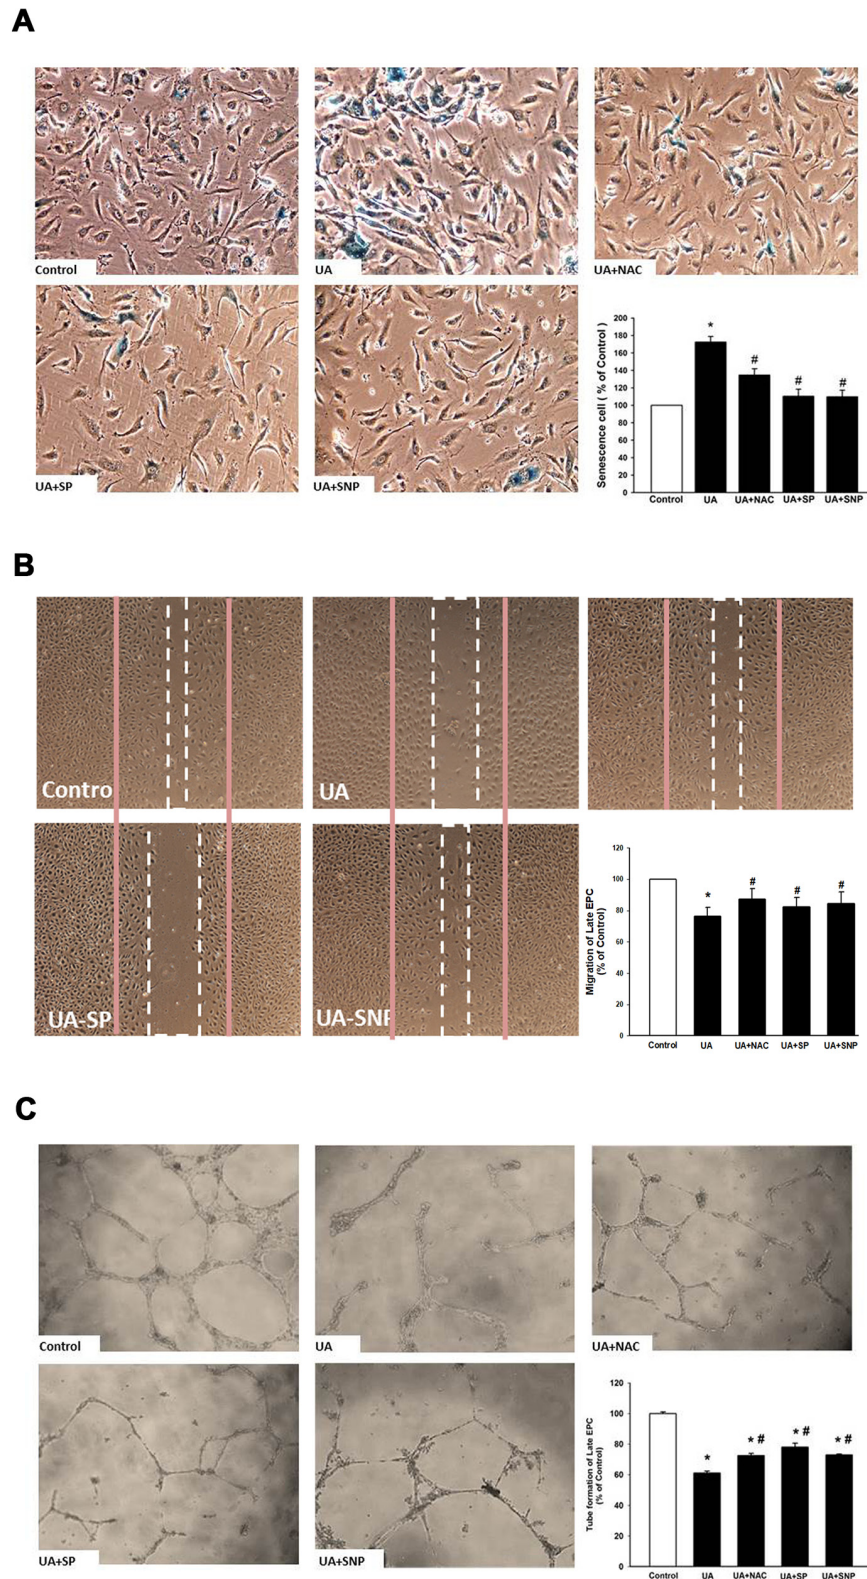 A
Control
UA
UA+NAC
UA+SP
UA+SNP
Senescence cell ( % of Control )
200
180
160
140
120
100
80
60
40
20
0
*
#
#
#
Control
UA
UA+NAC
UA+SP
UA+SNP
B
Contro
UA
UA-SP
UA-SNP
Migration of Late EPC
(% of Control)
120
100
80
60
40
20
0
*
#
#
#
Control
UA
UA+NAC
UA+SP
UA+SNP
C
Control
UA
UA+NAC
UA+SP
UA+SNP
Tube formation of Late EPC
(% of Control)
120
100
80
60
40
20
0
*
* #
* #
* #
Control
UA
UA+NAC
UA+SP
UA+SNP